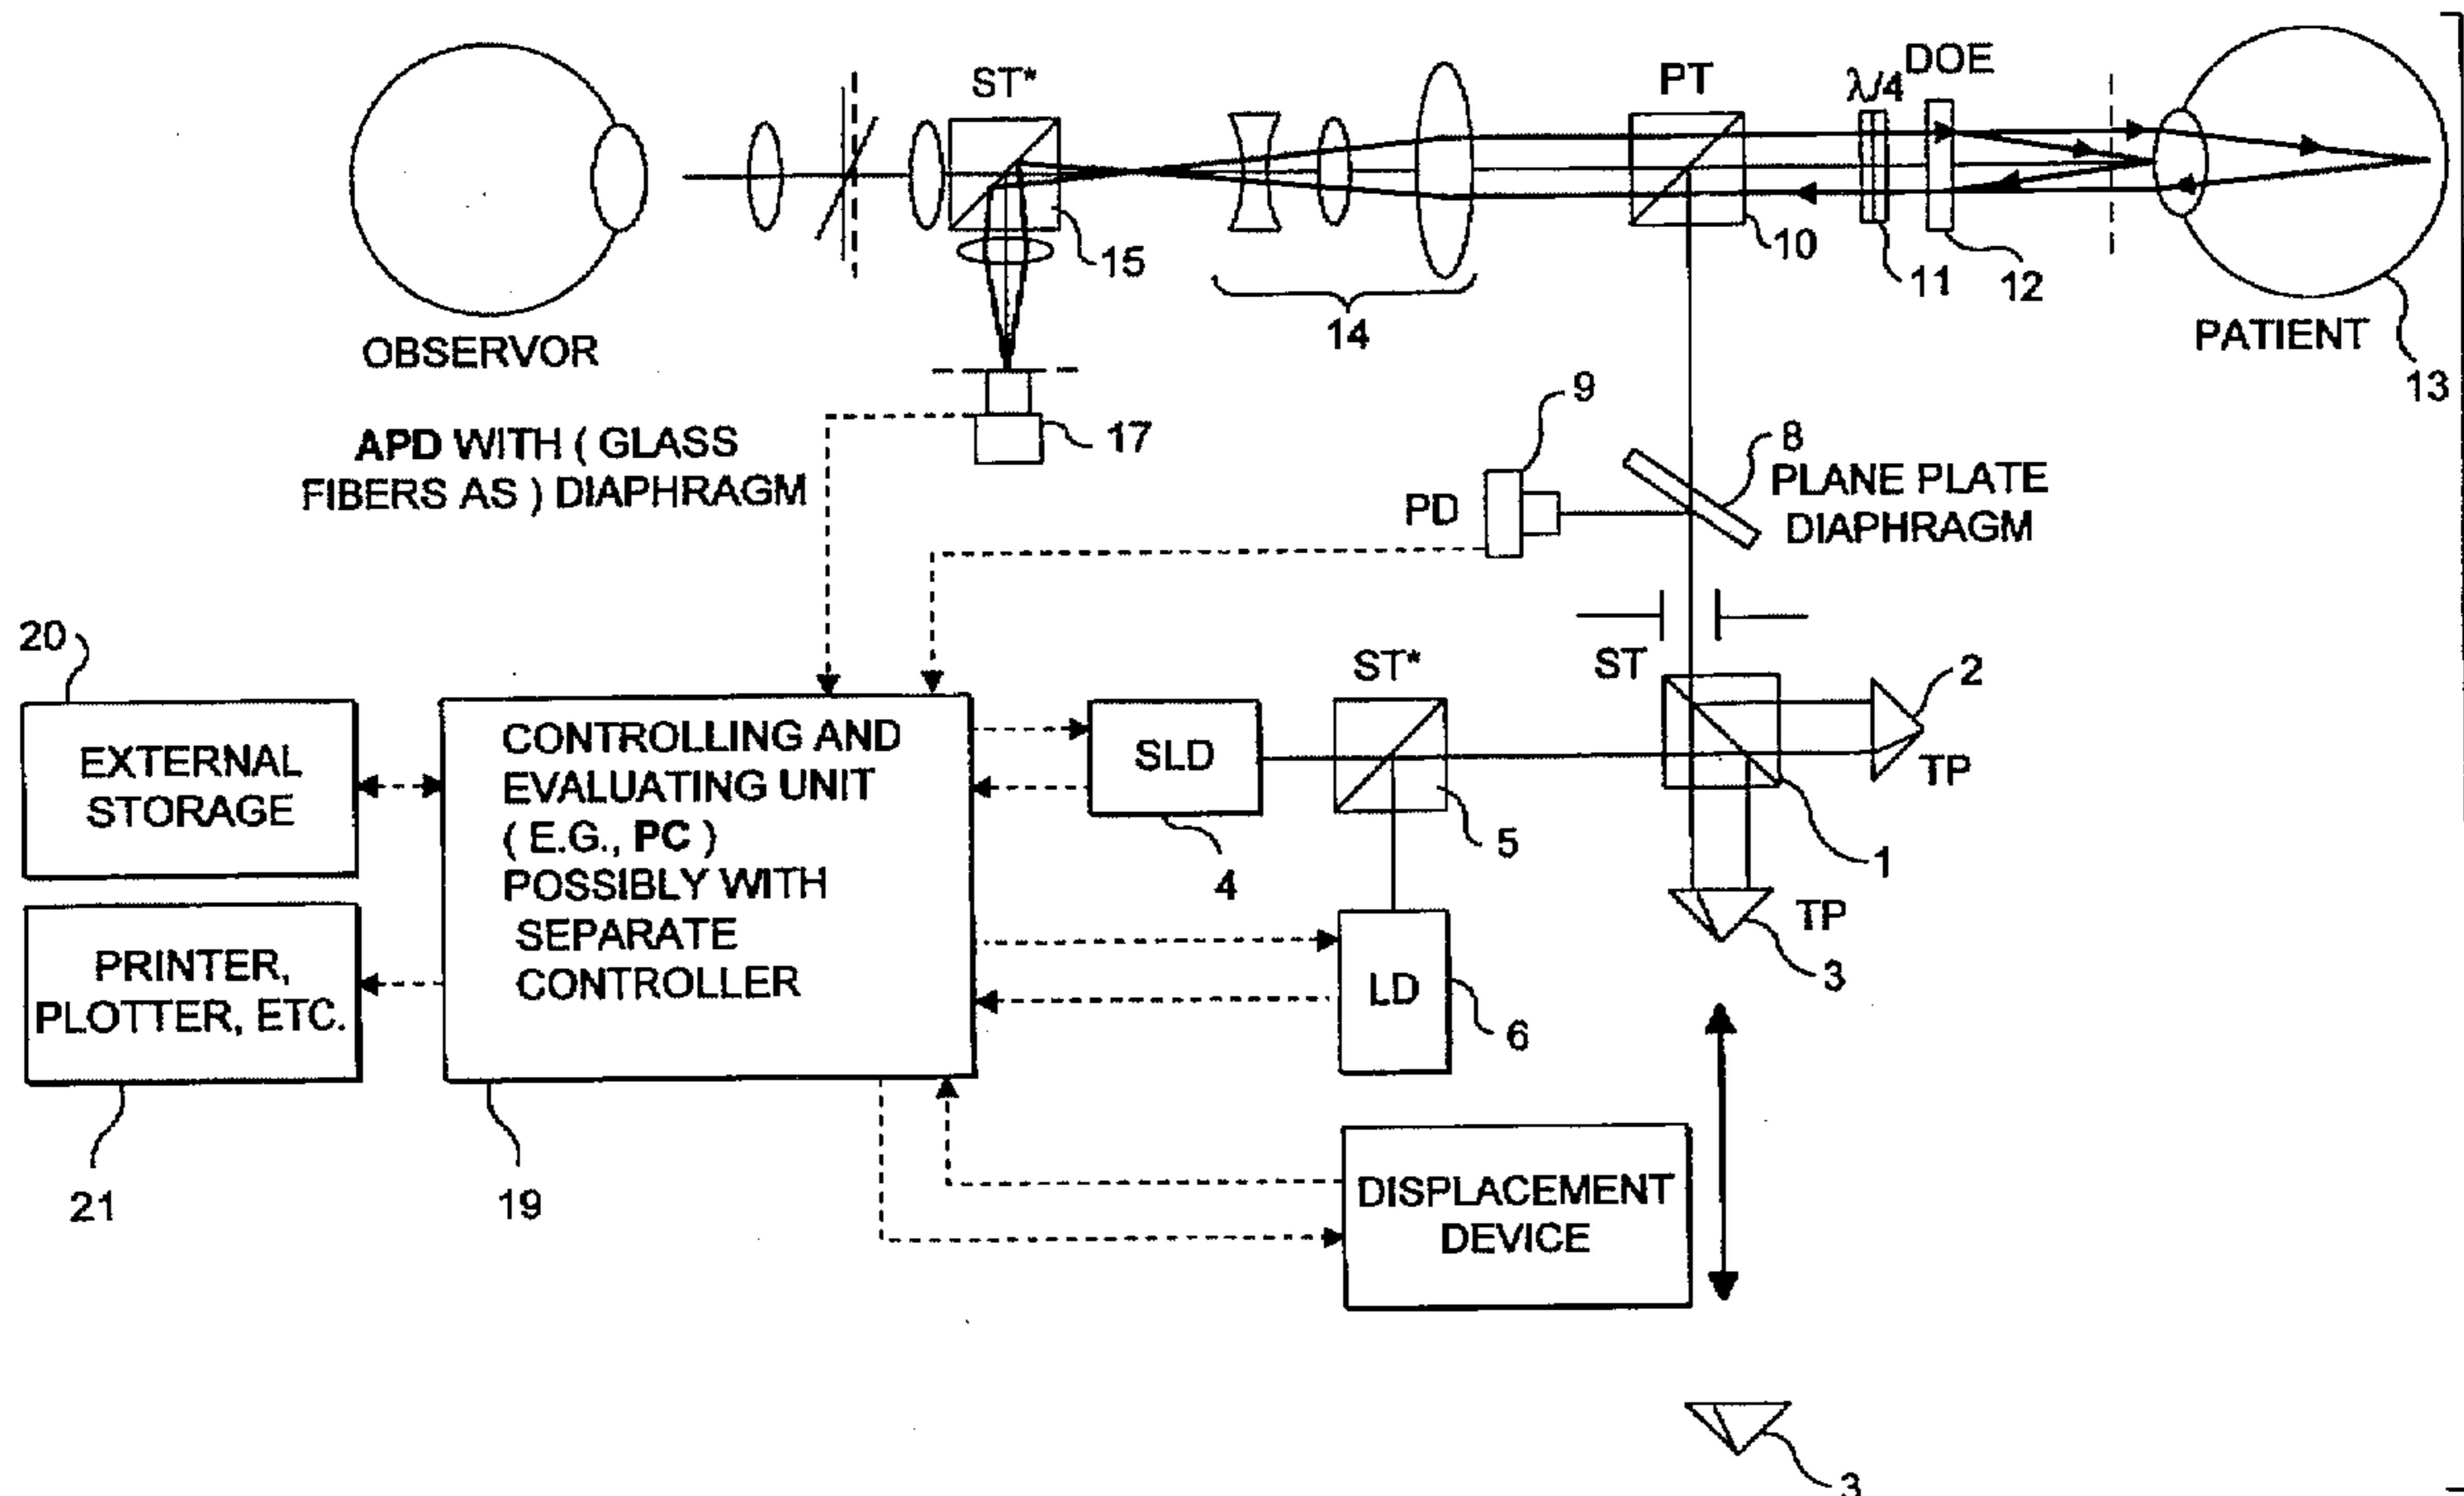 ST*
PT
λ/4
DOE
15
10
11
12
14
OBSERVOR
PATIENT
13
9
8
APD WITH ( GLASS
FIBERS AS ) DIAPHRAGM
17
PD
PLANE PLATE
DIAPHRAGM
20
ST*
ST
2
EXTERNAL
STORAGE
CONTROLLING AND
EVALUATING UNIT
( E.G., PC )
POSSIBLY WITH
SEPARATE
CONTROLLER
SLD
TP
5
1
4
PRINTER,
PLOTTER, ETC.
LD
TP
3
6
21
19
DISPLACEMENT
DEVICE
3